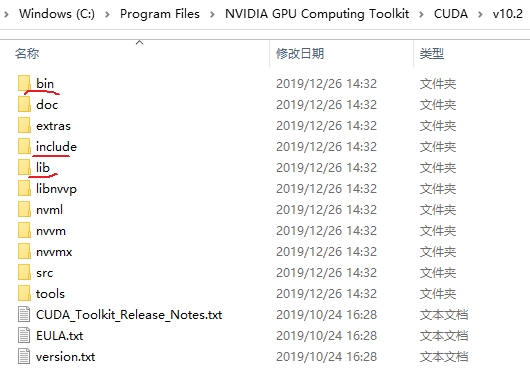 Windows (C:) > Program Files > NVIDIA GPU Computing Toolkit > CUDA > v10.2
名称 修改日期 类型
bin 2019/12/26 14:32 文件夹
doc 2019/12/26 14:32 文件夹
extras 2019/12/26 14:32 文件夹
include 2019/12/26 14:32 文件夹
lib 2019/12/26 14:32 文件夹
libnvvp 2019/12/26 14:32 文件夹
nvml 2019/12/26 14:32 文件夹
nvvm 2019/12/26 14:32 文件夹
nvvmx 2019/12/26 14:32 文件夹
src 2019/12/26 14:32 文件夹
tools 2019/12/26 14:32 文件夹
CUDA_Toolkit_Release_Notes.txt 2019/10/24 16:28 文本文档
EULA.txt 2019/10/24 16:28 文本文档
version.txt 2019/10/24 16:28 文本文档